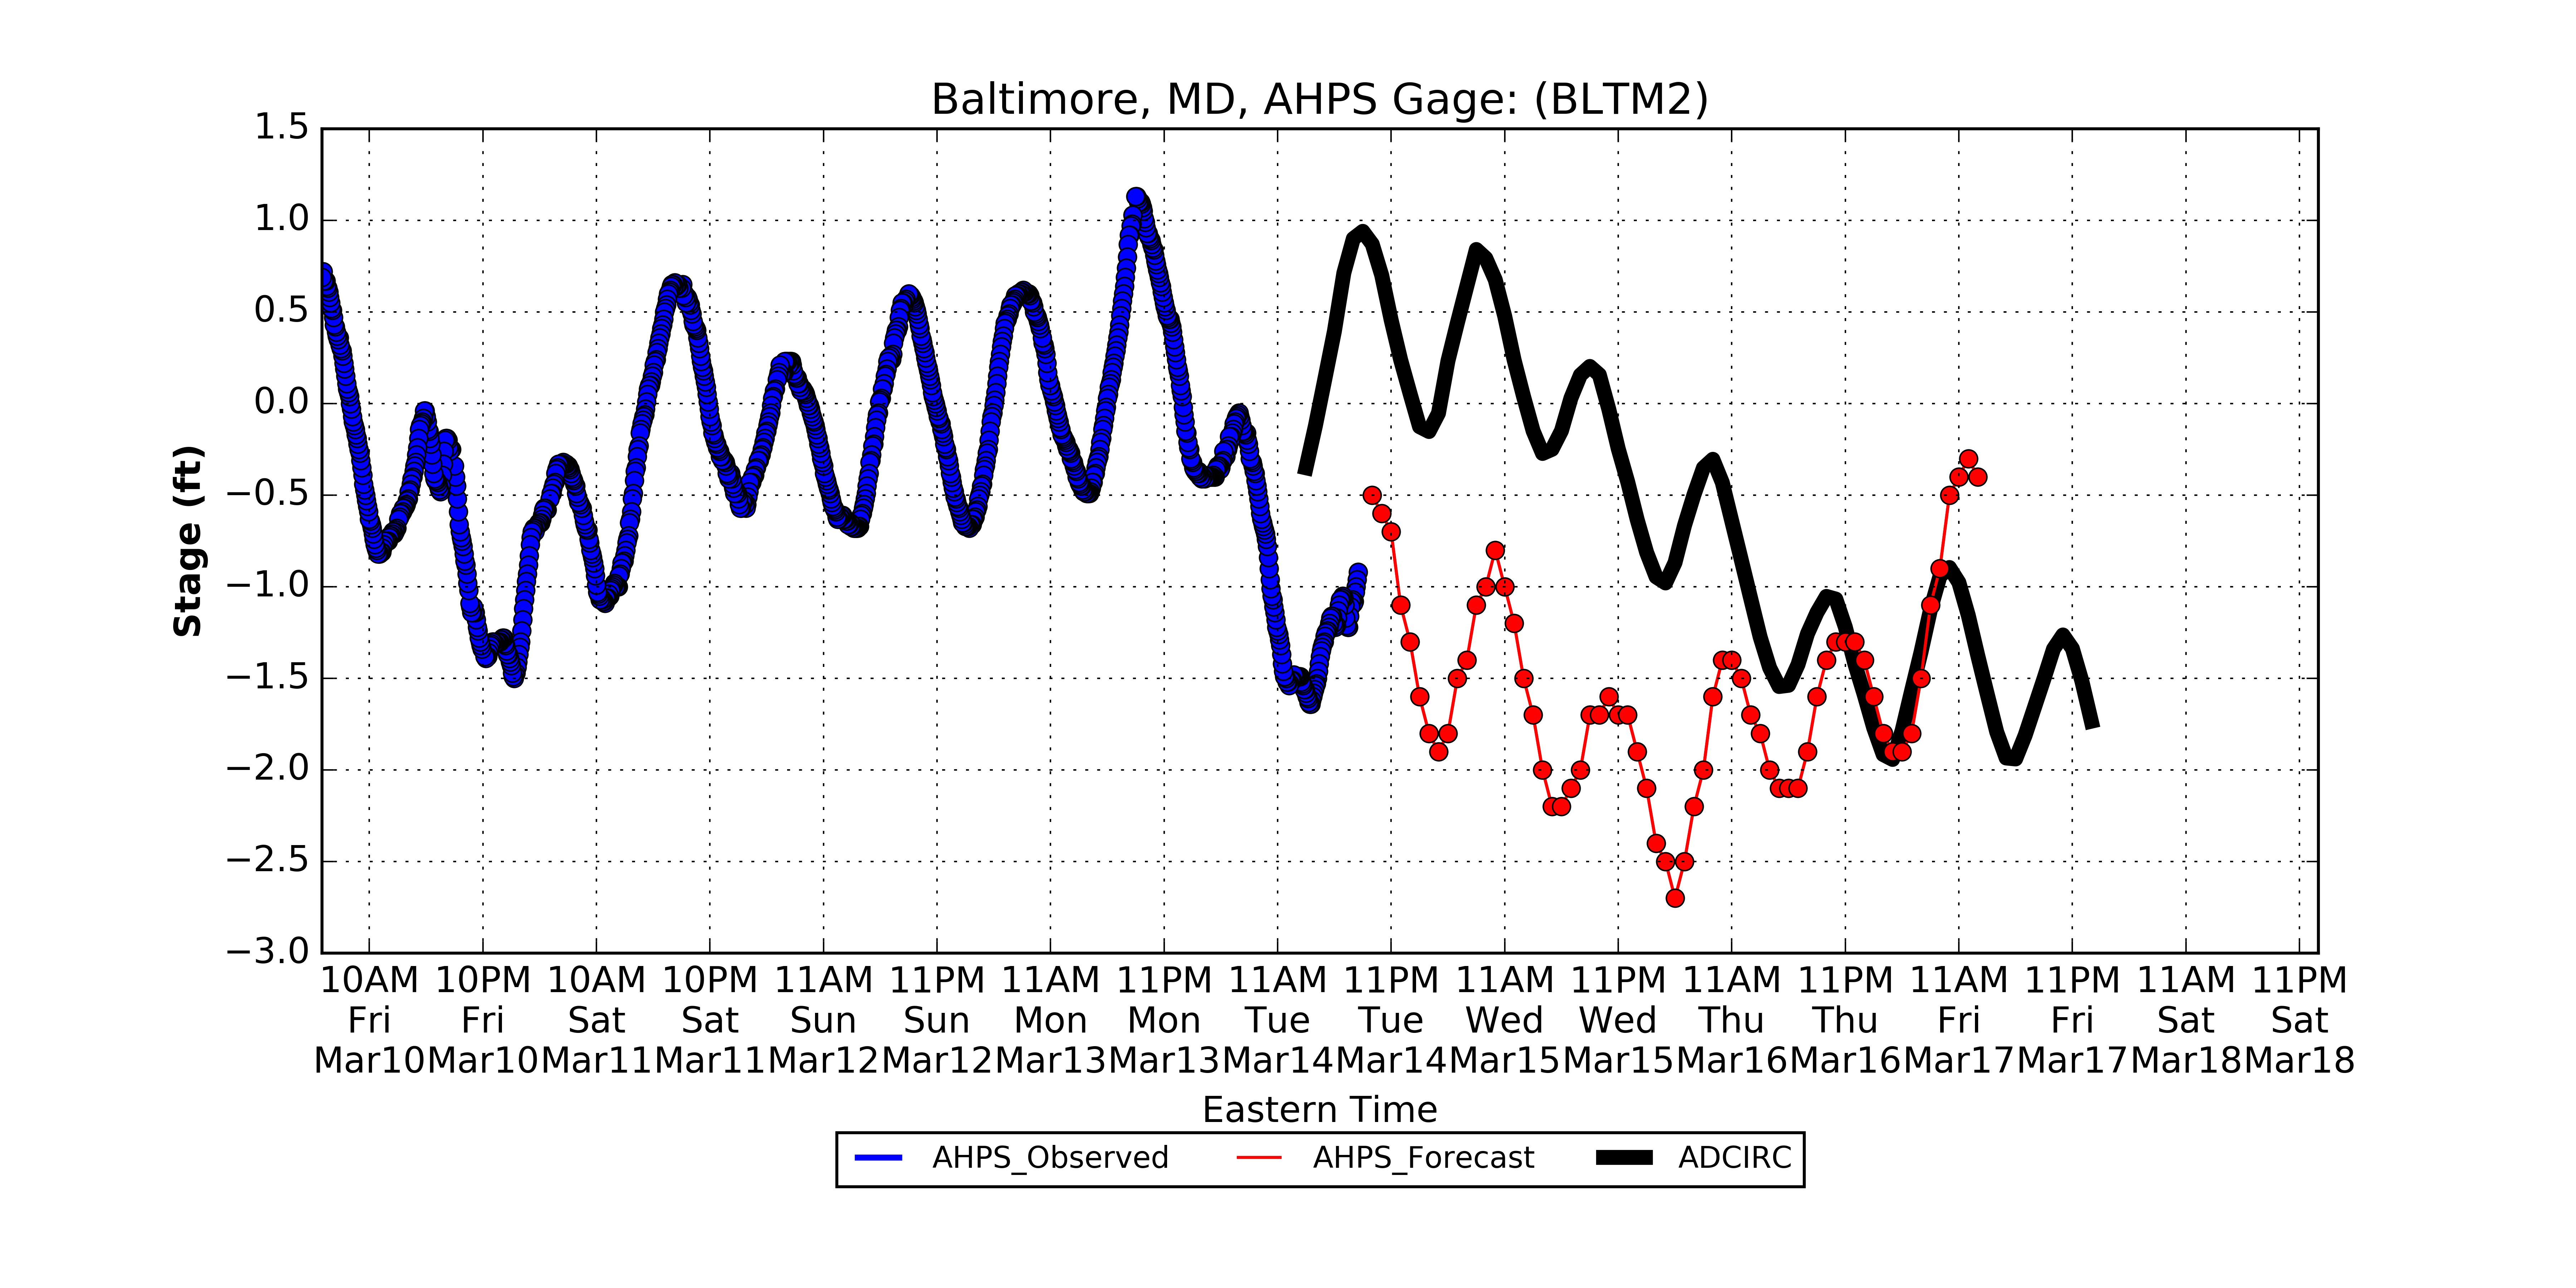 Baltimore, MD, AHPS Gage: (BLTM2)
1.5
1.0
0.5
0.0
−0.5
−1.0
−1.5
−2.0
−2.5
−3.0
Stage (ft)
10AM 10PM 10AM 10PM 11AM 11PM 11AM 11PM 11AM 11PM 11AM 11PM 11AM 11PM 11AM 11PM 11AM 11PM
Fri Fri Sat Sat Sun Sun Mon Mon Tue Tue Wed Wed Thu Thu Fri Fri Sat Sat
Mar10 Mar10 Mar11 Mar11 Mar12 Mar12 Mar13 Mar13 Mar14 Mar14 Mar15 Mar15 Mar16 Mar16 Mar17 Mar17 Mar18 Mar18
Eastern Time
AHPS_Observed AHPS_Forecast ADCIRC